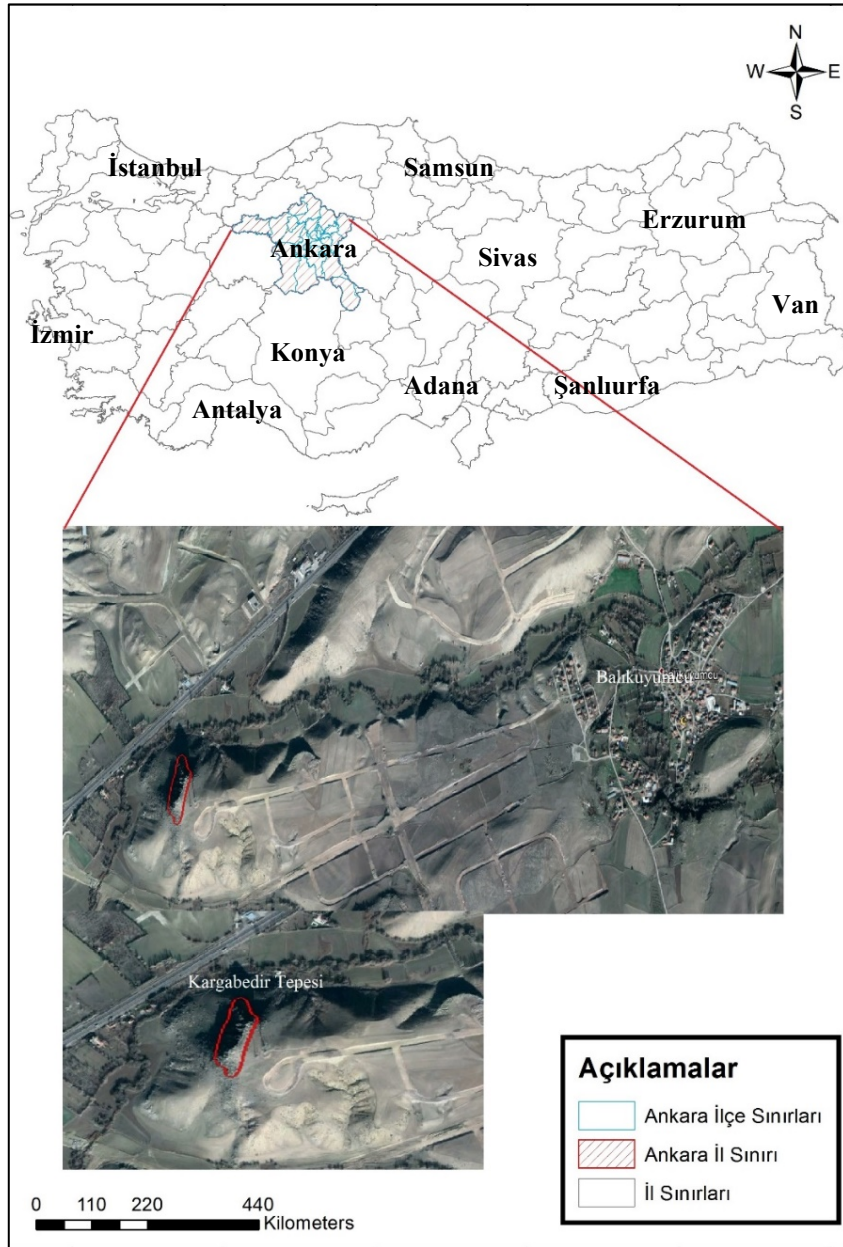 N
W E
S
İstanbul
Samsun
Erzurum
Ankara
Sivas
Van
İzmir
Konya
Adana
Şanlıurfa
Antalya
Balıkuyumcu
Kargabedir Tepesi
Açıklamalar
Ankara İlçe Sınırları
Ankara İl Sınırı
İl Sınırları
0 110 220 440
Kilometers